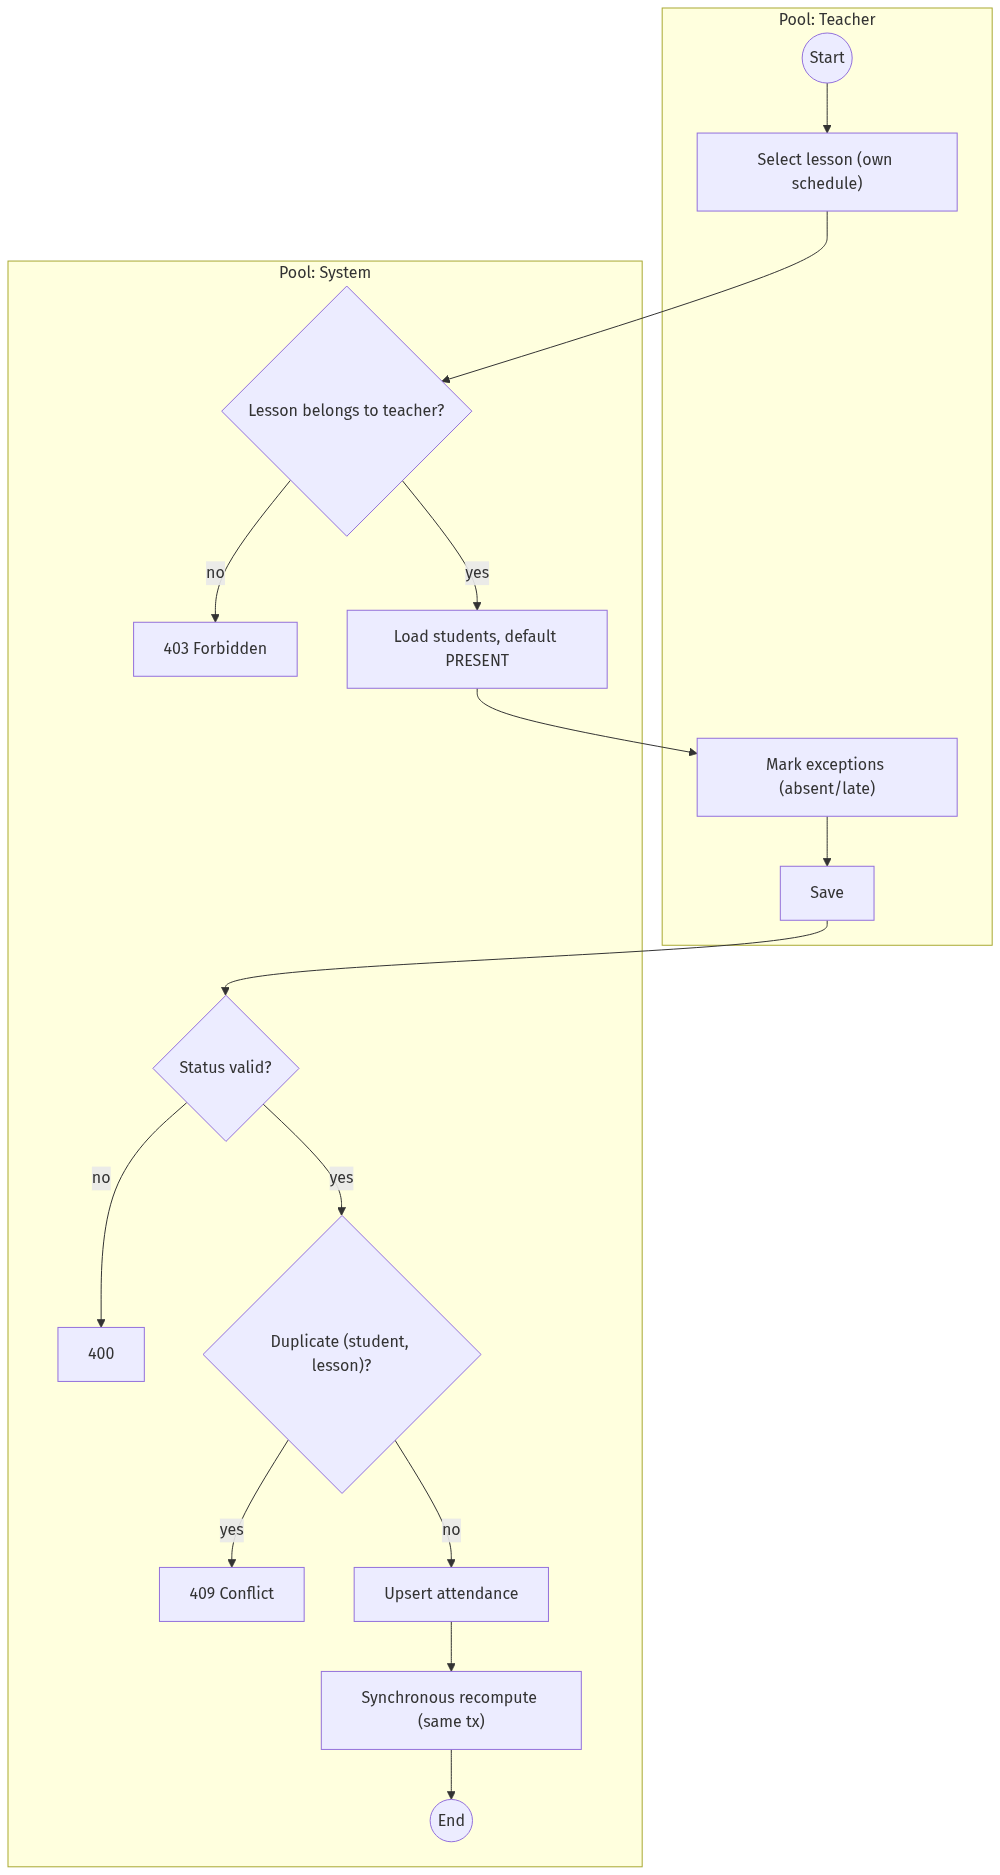 Pool: Teacher
Start
Select lesson (own
schedule)
Pool: System
Lesson belongs to teacher?
no
yes
403 Forbidden
Load students, default
PRESENT
Mark exceptions
(absent/late)
Save
Status valid?
no
yes
400
Duplicate (student,
lesson)?
yes
no
409 Conflict
Upsert attendance
Synchronous recompute
(same tx)
End